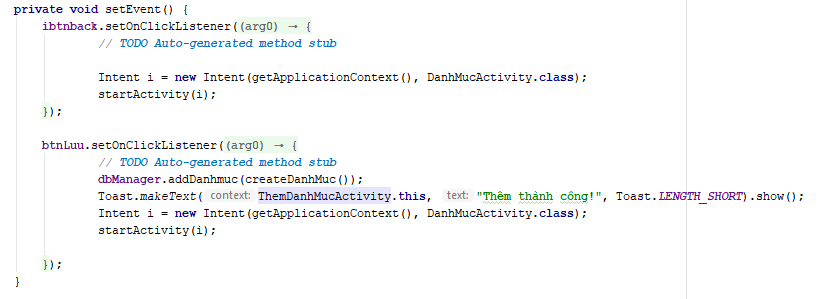 private void setEvent() {
ibtnback.setOnClickListener((arg0) → {
// TODO Auto-generated method stub
Intent i = new Intent(getApplicationContext(), DanhMucActivity.class);
startActivity(i);
});
btnLuu.setOnClickListener((arg0) → {
// TODO Auto-generated method stub
dbManager.addDanhmuc(createDanhMuc());
Toast.makeText( context: ThemDanhMucActivity.this, text: "Thêm thành công!", Toast.LENGTH_SHORT).show();
Intent i = new Intent(getApplicationContext(), DanhMucActivity.class);
startActivity(i);
});
}